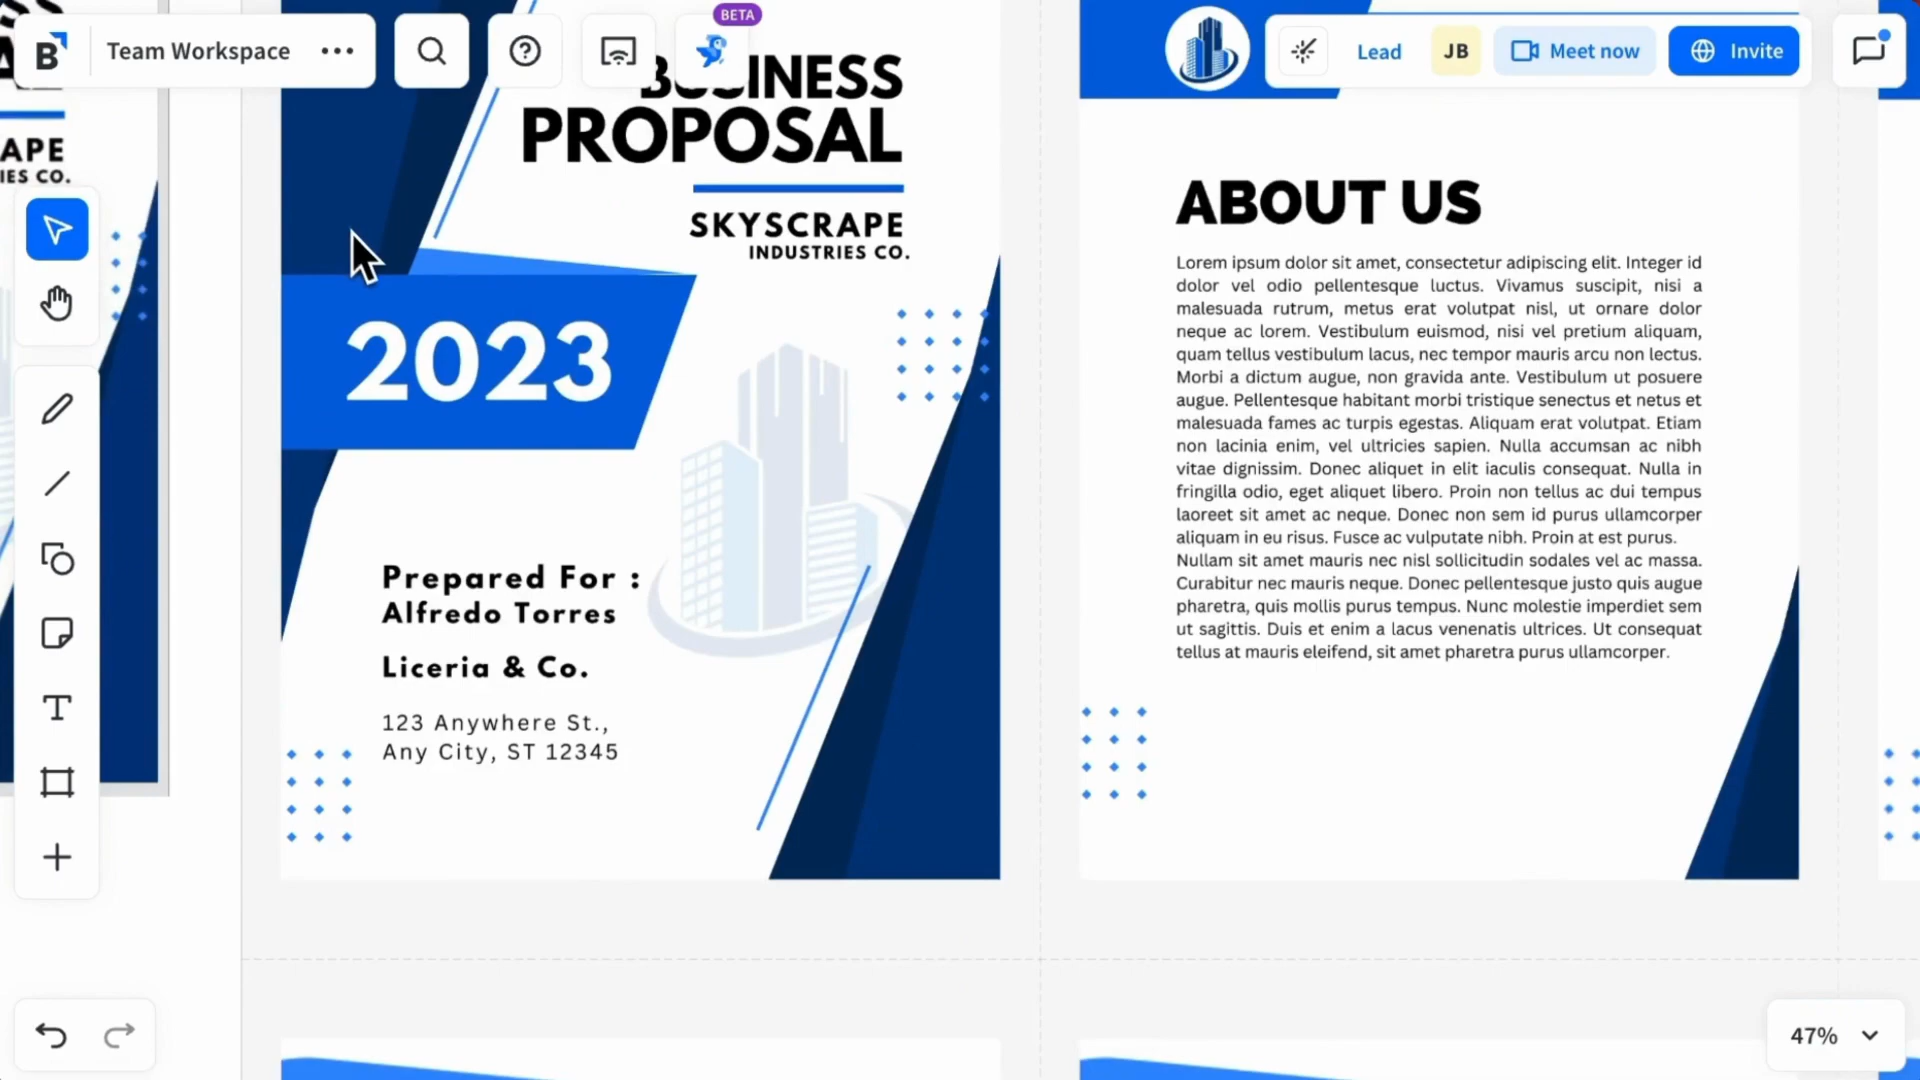 B
Team Workspace
BETA
Lead
JB
Meet now
Invite
APE
IES CO.
BUSINESS
PROPOSAL
SKYSCRAPE
INDUSTRIES CO.
2023
Prepared For :
Alfredo Torres
Liceria & Co.
123 Anywhere St.,
Any City, ST 12345
ABOUT US
Lorem ipsum dolor sit amet, consectetur adipiscing elit. Integer id
dolor vel odio pellentesque luctus. Vivamus suscipit, nisi a
malesuada rutrum, metus erat volutpat nisl, ut ornare dolor
neque ac lorem. Vestibulum euismod, nisi vel pretium aliquam,
quam tellus vestibulum lacus, nec tempor mauris arcu non lectus.
Morbi a dictum augue, non gravida ante. Vestibulum ut posuere
augue. Pellentesque habitant morbi tristique senectus et netus et
malesuada fames ac turpis egestas. Aliquam erat volutpat. Etiam
non lacinia enim, vel ultricies sapien. Nulla accumsan ac nibh
vitae dignissim. Donec aliquet in elit iaculis consequat. Nulla in
fringilla odio, eget aliquet libero. Proin non tellus ac dui tempus
laoreet sit amet ac neque. Donec non sem id purus ullamcorper
aliquam in eu risus. Fusce ac vulputate nibh. Proin at est purus.
Nullam sit amet mauris nec nisl sollicitudin sodales vel ac massa.
Curabitur nec mauris neque. Donec pellentesque justo quis augue
pharetra, quis mollis purus tempus. Nunc molestie imperdiet sem
ut sagittis. Duis et enim a lacus venenatis ultrices. Ut consequat
tellus at mauris eleifend, sit amet pharetra purus ullamcorper.
T
47%